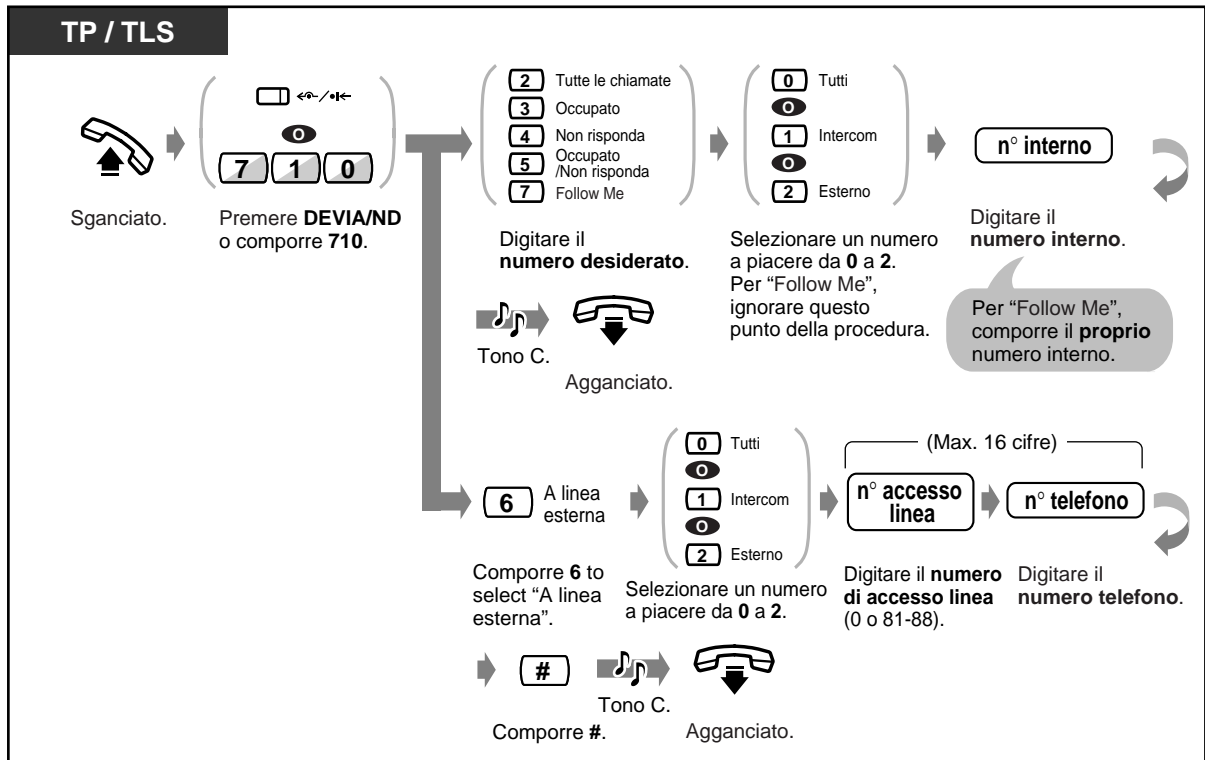 TP / TLS
O
7 1 0
Sganciato.
Premere DEVIA/ND
o comporre 710.
2 Tutte le chiamate
3 Occupato
4 Non risponda
5 Occupato
/Non risponda
7 Follow Me
Digitare il
numero desiderato.
0 Tutti
O
1 Intercom
O
2 Esterno
Selezionare un numero
a piacere da 0 a 2.
Per “Follow Me”,
ignorare questo
punto della procedura.
n° interno
Digitare il
numero interno.
Per “Follow Me”,
comporre il proprio
numero interno.
Tono C.
Agganciato.
6 A linea
esterna
Comporre 6 to
select “A linea
esterna”.
0 Tutti
O
1 Intercom
O
2 Esterno
Selezionare un numero
a piacere da 0 a 2.
(Max. 16 cifre)
n° accesso
linea
Digitare il numero
di accesso linea
(0 o 81-88).
n° telefono
Digitare il
numero telefono.
#
Comporre #.
Tono C.
Agganciato.